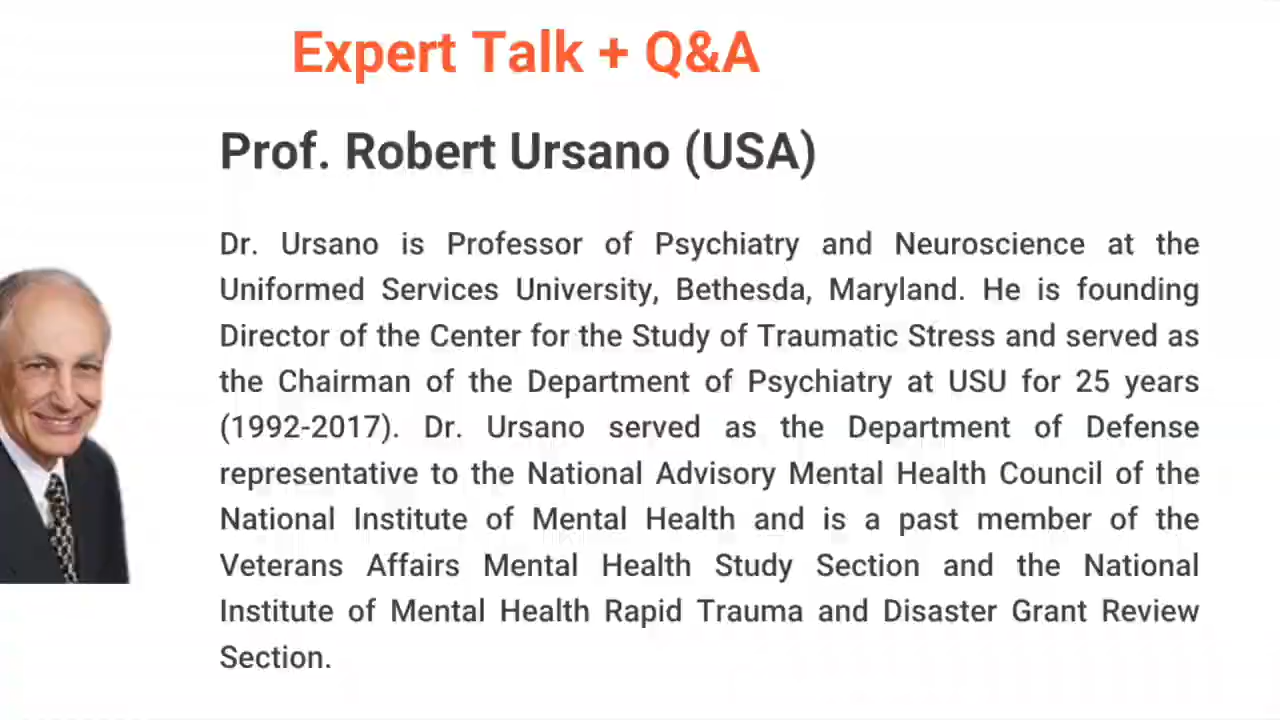 Expert Talk + Q&A
Prof. Robert Ursano (USA)
Dr. Ursano is Professor of Psychiatry and Neuroscience at the
Uniformed Services University, Bethesda, Maryland. He is founding
Director of the Center for the Study of Traumatic Stress and served as
the Chairman of the Department of Psychiatry at USU for 25 years
(1992-2017). Dr. Ursano served as the Department of Defense
representative to the National Advisory Mental Health Council of the
National Institute of Mental Health and is a past member of the
Veterans Affairs Mental Health Study Section and the National
Institute of Mental Health Rapid Trauma and Disaster Grant Review
Section.